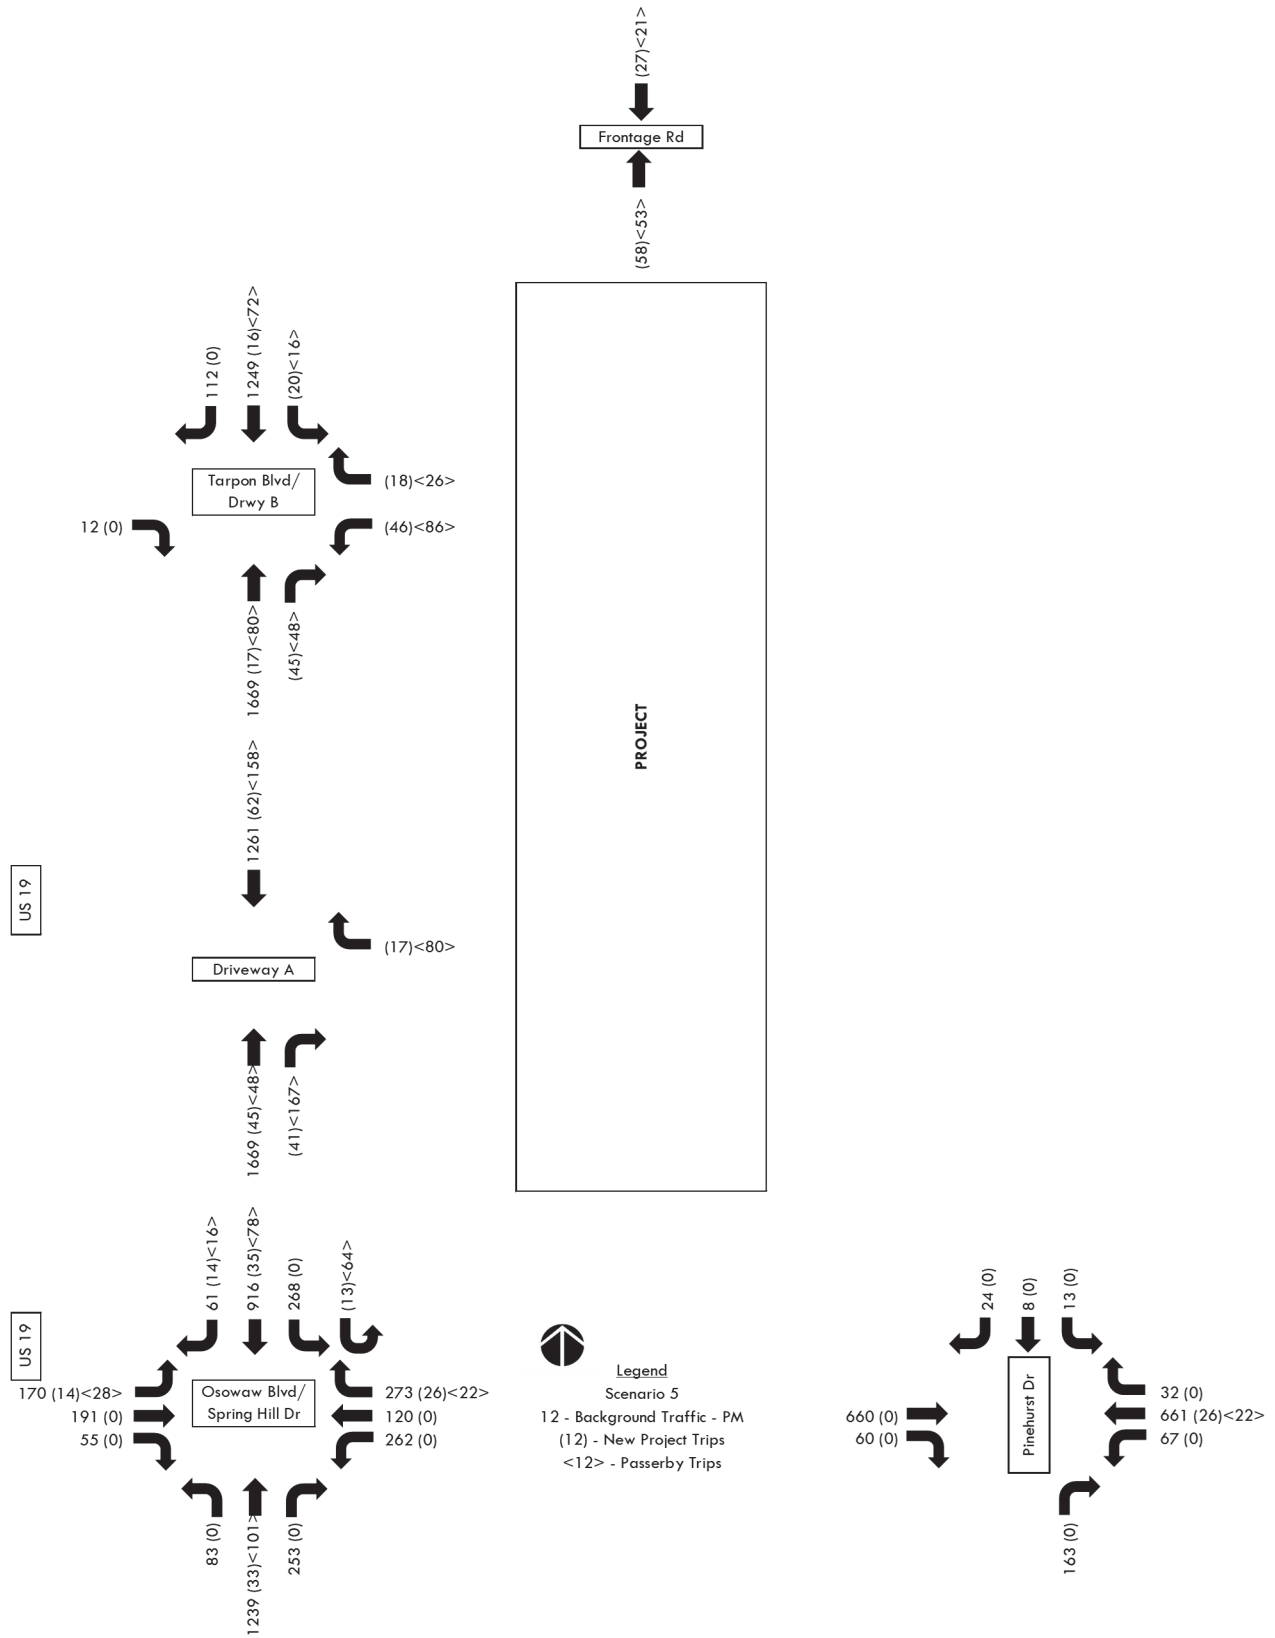 (27)<21>
Frontage Rd
(58)<53>
112 (0)
1249 (16)<72>
(20)<16>
Tarpon Blvd/
Drwy B
(18)<26>
(46)<86>
12 (0)
1669 (17)<80>
(45)<48>
PROJECT
1261 (62)<158>
US 19
(17)<80>
Driveway A
1669 (45)<48>
(41)<167>
61 (14)<16>
916 (35)<78>
268 (0)
(13)<64>
US 19
170 (14)<28>
191 (0)
55 (0)
Osowaw Blvd/
Spring Hill Dr
273 (26)<22>
120 (0)
262 (0)
83 (0)
1239 (33)<101>
253 (0)
Legend
Scenario 5
12 - Background Traffic - PM
(12) - New Project Trips
<12> - Passerby Trips
24 (0)
8 (0)
13 (0)
660 (0)
60 (0)
Pinehurst Dr
32 (0)
661 (26)<22>
67 (0)
163 (0)